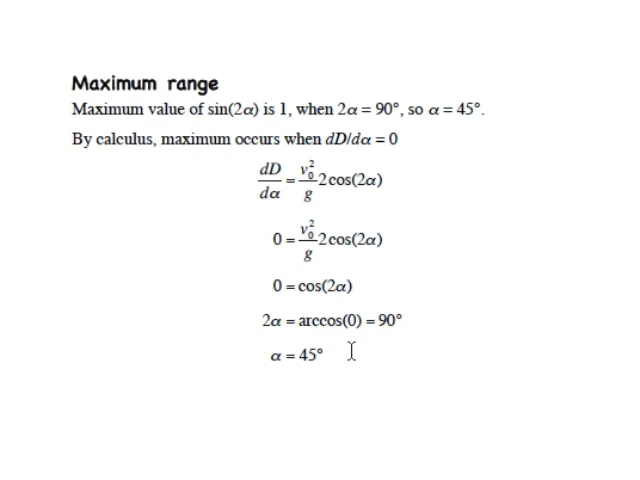 Maximum range
Maximum value of sin(2α) is 1, when 2α = 90°, so α = 45°.
By calculus, maximum occurs when dD/dα = 0
dD/dα = v₀²/g 2cos(2α)
0 = v₀²/g 2cos(2α)
0 = cos(2α)
2α = arccos(0) = 90°
α = 45°